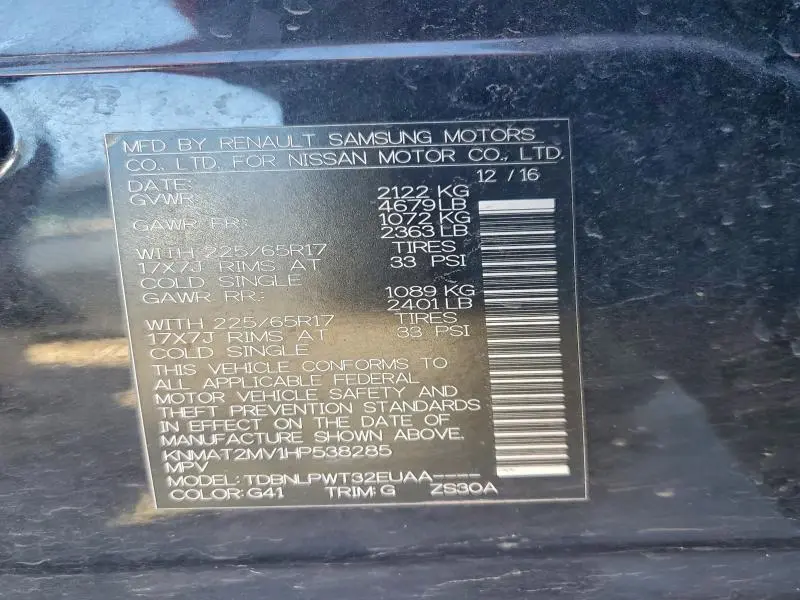 MFD BY RENAULT SAMSUNG MOTORS
CO., LTD. FOR NISSAN MOTOR CO., LTD.
DATE: 12 / 16
GVWR: 2122 KG
4679 LB
GAWR FR: 1072 KG
2363 LB
WITH 225/65R17 TIRES
17X7J RIMS AT 33 PSI
COLD SINGLE
GAWR RR: 1089 KG
2401 LB
WITH 225/65R17 TIRES
17X7J RIMS AT 33 PSI
COLD SINGLE
THIS VEHICLE CONFORMS TO
ALL APPLICABLE FEDERAL
MOTOR VEHICLE SAFETY AND
THEFT PREVENTION STANDARDS
IN EFFECT ON THE DATE OF
MANUFACTURE SHOWN ABOVE.
KNMAT2MV1HP538285
MPV
MODEL: TDBNLPWT32EUAA----
COLOR: G41 TRIM: G ZS30A